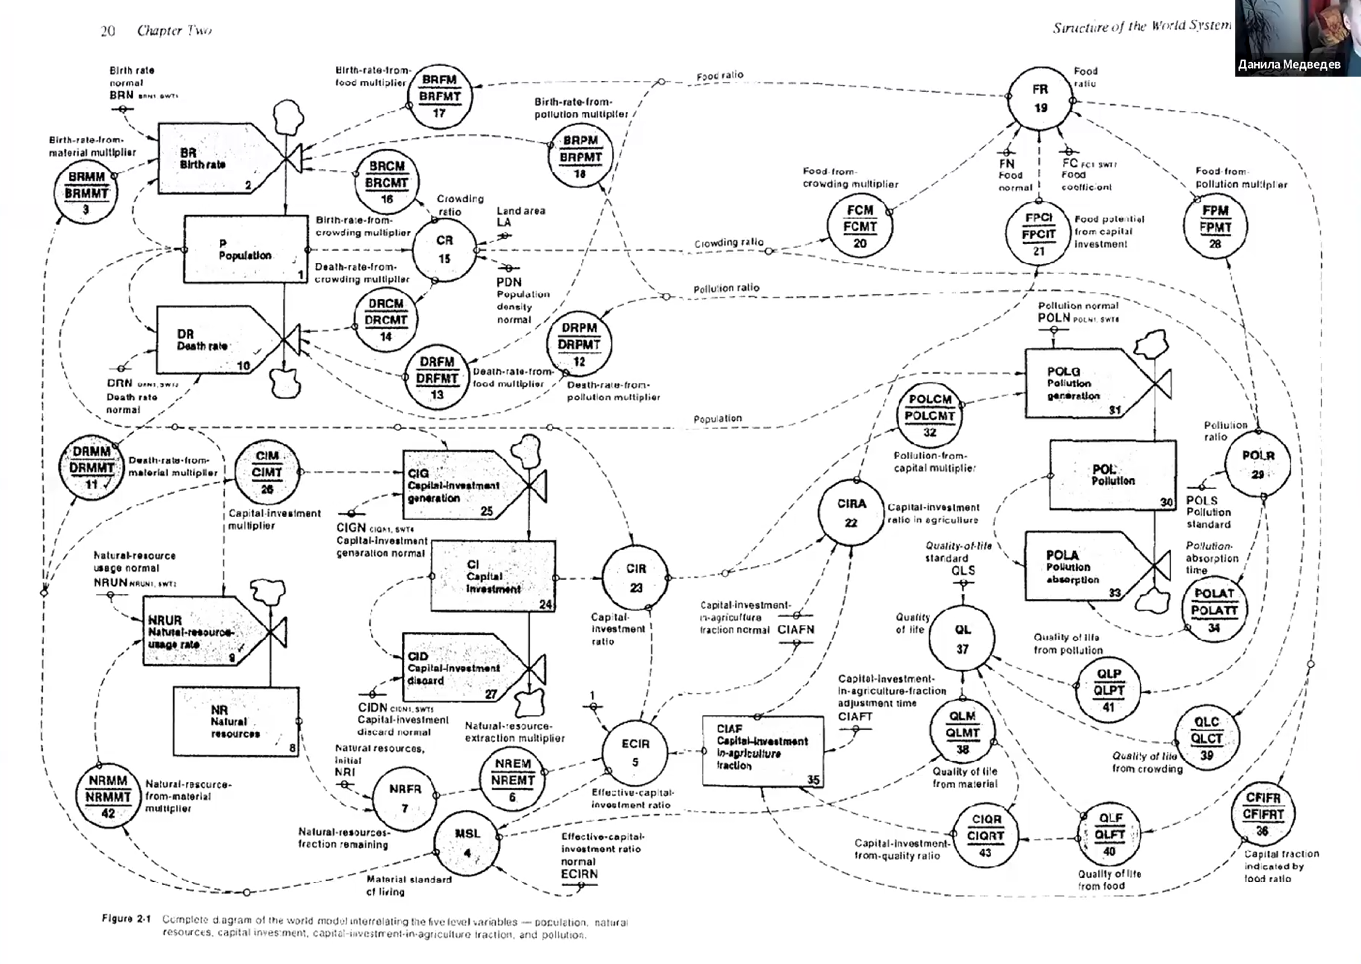 20 Chapter Two
Structure of the World System
Данила Медведев
Birth rate
normal
BRN BRN1, SWT1
Birth-rate-from-
material multiplier
BRMM
BRMMT
3
BR
Birth rate
2
Birth-rate-from-
food multiplier
BRFM
BRFMT
17
Birth-rate-from-
pollution multiplier
BRPM
BRPMT
18
BRCM
BRCMT
16
Birth-rate-from-
crowding multiplier
Food ratio
FR
19
Food
ratio
FN
Food
normal
FC FC1 SWT7
Food
coefficient
Food-from-
crowding multiplier
FCM
FCMT
20
FPCI
FPCIT
21
Food potential
from capital
investment
Food-from-
pollution multiplier
FPM
FPMT
28
P
Population
1
Crowding
ratio
CR
15
Land area
LA
PDN
Population
density
normal
Crowding ratio
Pollution ratio
Death-rate-from-
crowding multiplier
DRCM
DRCMT
14
DR
Death rate
10
DRN DRN1, SWT2
Death rate
normal
DRFM
DRFMT
13
Death-rate-from-
food multiplier
DRPM
DRPMT
12
Death-rate-from-
pollution multiplier
Pollution normal
POLN POLN1, SWT6
POLG
Pollution
generation
31
POLCM
POLCMT
32
Pollution-from-
capital multiplier
Population
DRMM
DRMMT
11
Death-rate-from-
material multiplier
CIM
CIMT
26
Capital-investment
multiplier
CIG
Capital-investment
generation
25
CIGN CIGN1, SWT4
Capital-investment
generation normal
CIRA
22
Capital-investment
ratio in agriculture
POL
Pollution
30
Pollution
ratio
POLR
29
POLS
Pollution
standard
Pollution-
absorption
time
POLA
Pollution
absorption
33
POLAT
POLATT
34
Natural-resource
usage normal
NRUN NRUN1, SWT3
NRUR
Natural-resource-
usage rate
9
CI
Capital
investment
24
CIR
23
Capital-
investment
ratio
Capital-investment-
in-agriculture
fraction normal CIAFN
Quality-of-life
standard
QLS
Quality
of life
QL
37
Quality of life
from pollution
QLP
QLPT
41
CID
Capital-investment
discard
27
CIDN CIDN1, SWT5
Capital-investment
discard normal
NR
Natural
resources
8
Natural resources,
initial
NRI
Natural-resource-
extraction multiplier
NREM
NREMT
6
1
ECIR
5
Effective-capital-
investment ratio
Capital-investment-
in-agriculture-fraction
adjustment time
CIAFT
CIAF
Capital-investment-
in-agriculture
fraction
35
QLM
QLMT
38
Quality of life
from material
QLC
QLCT
39
Quality of life
from crowding
NRMM
NRMMT
42
Natural-resource-
from-material
multiplier
NRFR
7
Natural-resources-
fraction remaining
MSL
4
Material standard
of living
Effective-capital-
investment ratio
normal
ECIRN
CIQR
CIQRT
43
Capital-investment-
from-quality ratio
QLF
QLFT
40
Quality of life
from food
CFIFR
CFIFRT
36
Capital fraction
indicated by
food ratio
Figure 2-1 Complete diagram of the world model interrelating the five level variables — population, natural
resources, capital investment, capital-investment-in-agriculture fraction, and pollution.